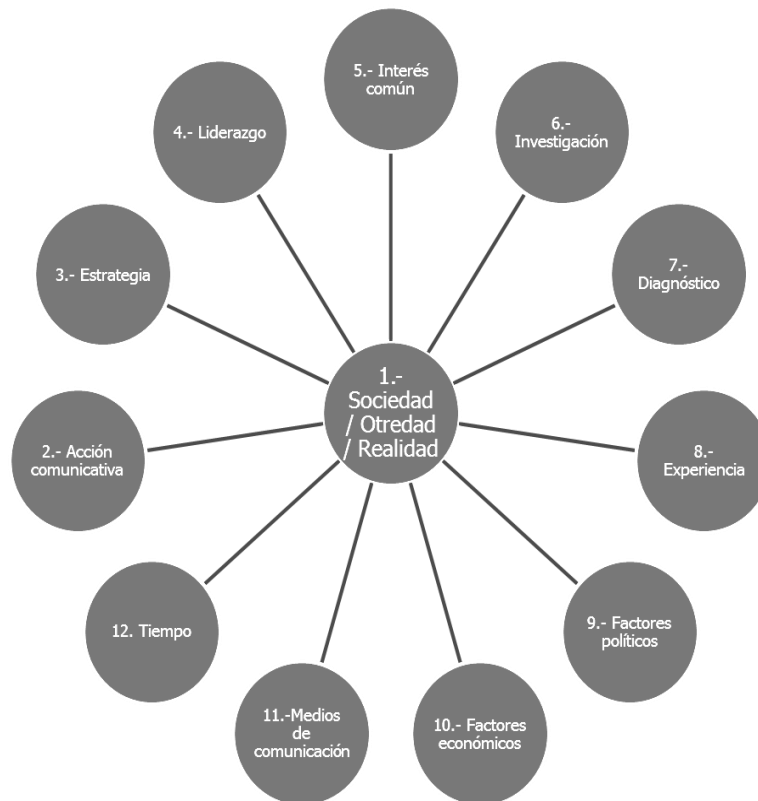 5.- Interés
común
4.- Liderazgo
6.-
Investigación
3.- Estrategia
7.-
Diagnóstico
1.-
Sociedad
/ Otredad
/ Realidad
2.- Acción
comunicativa
8.-
Experiencia
12. Tiempo
9.- Factores
políticos
11.-Medios
de
comunicación
10.- Factores
económicos